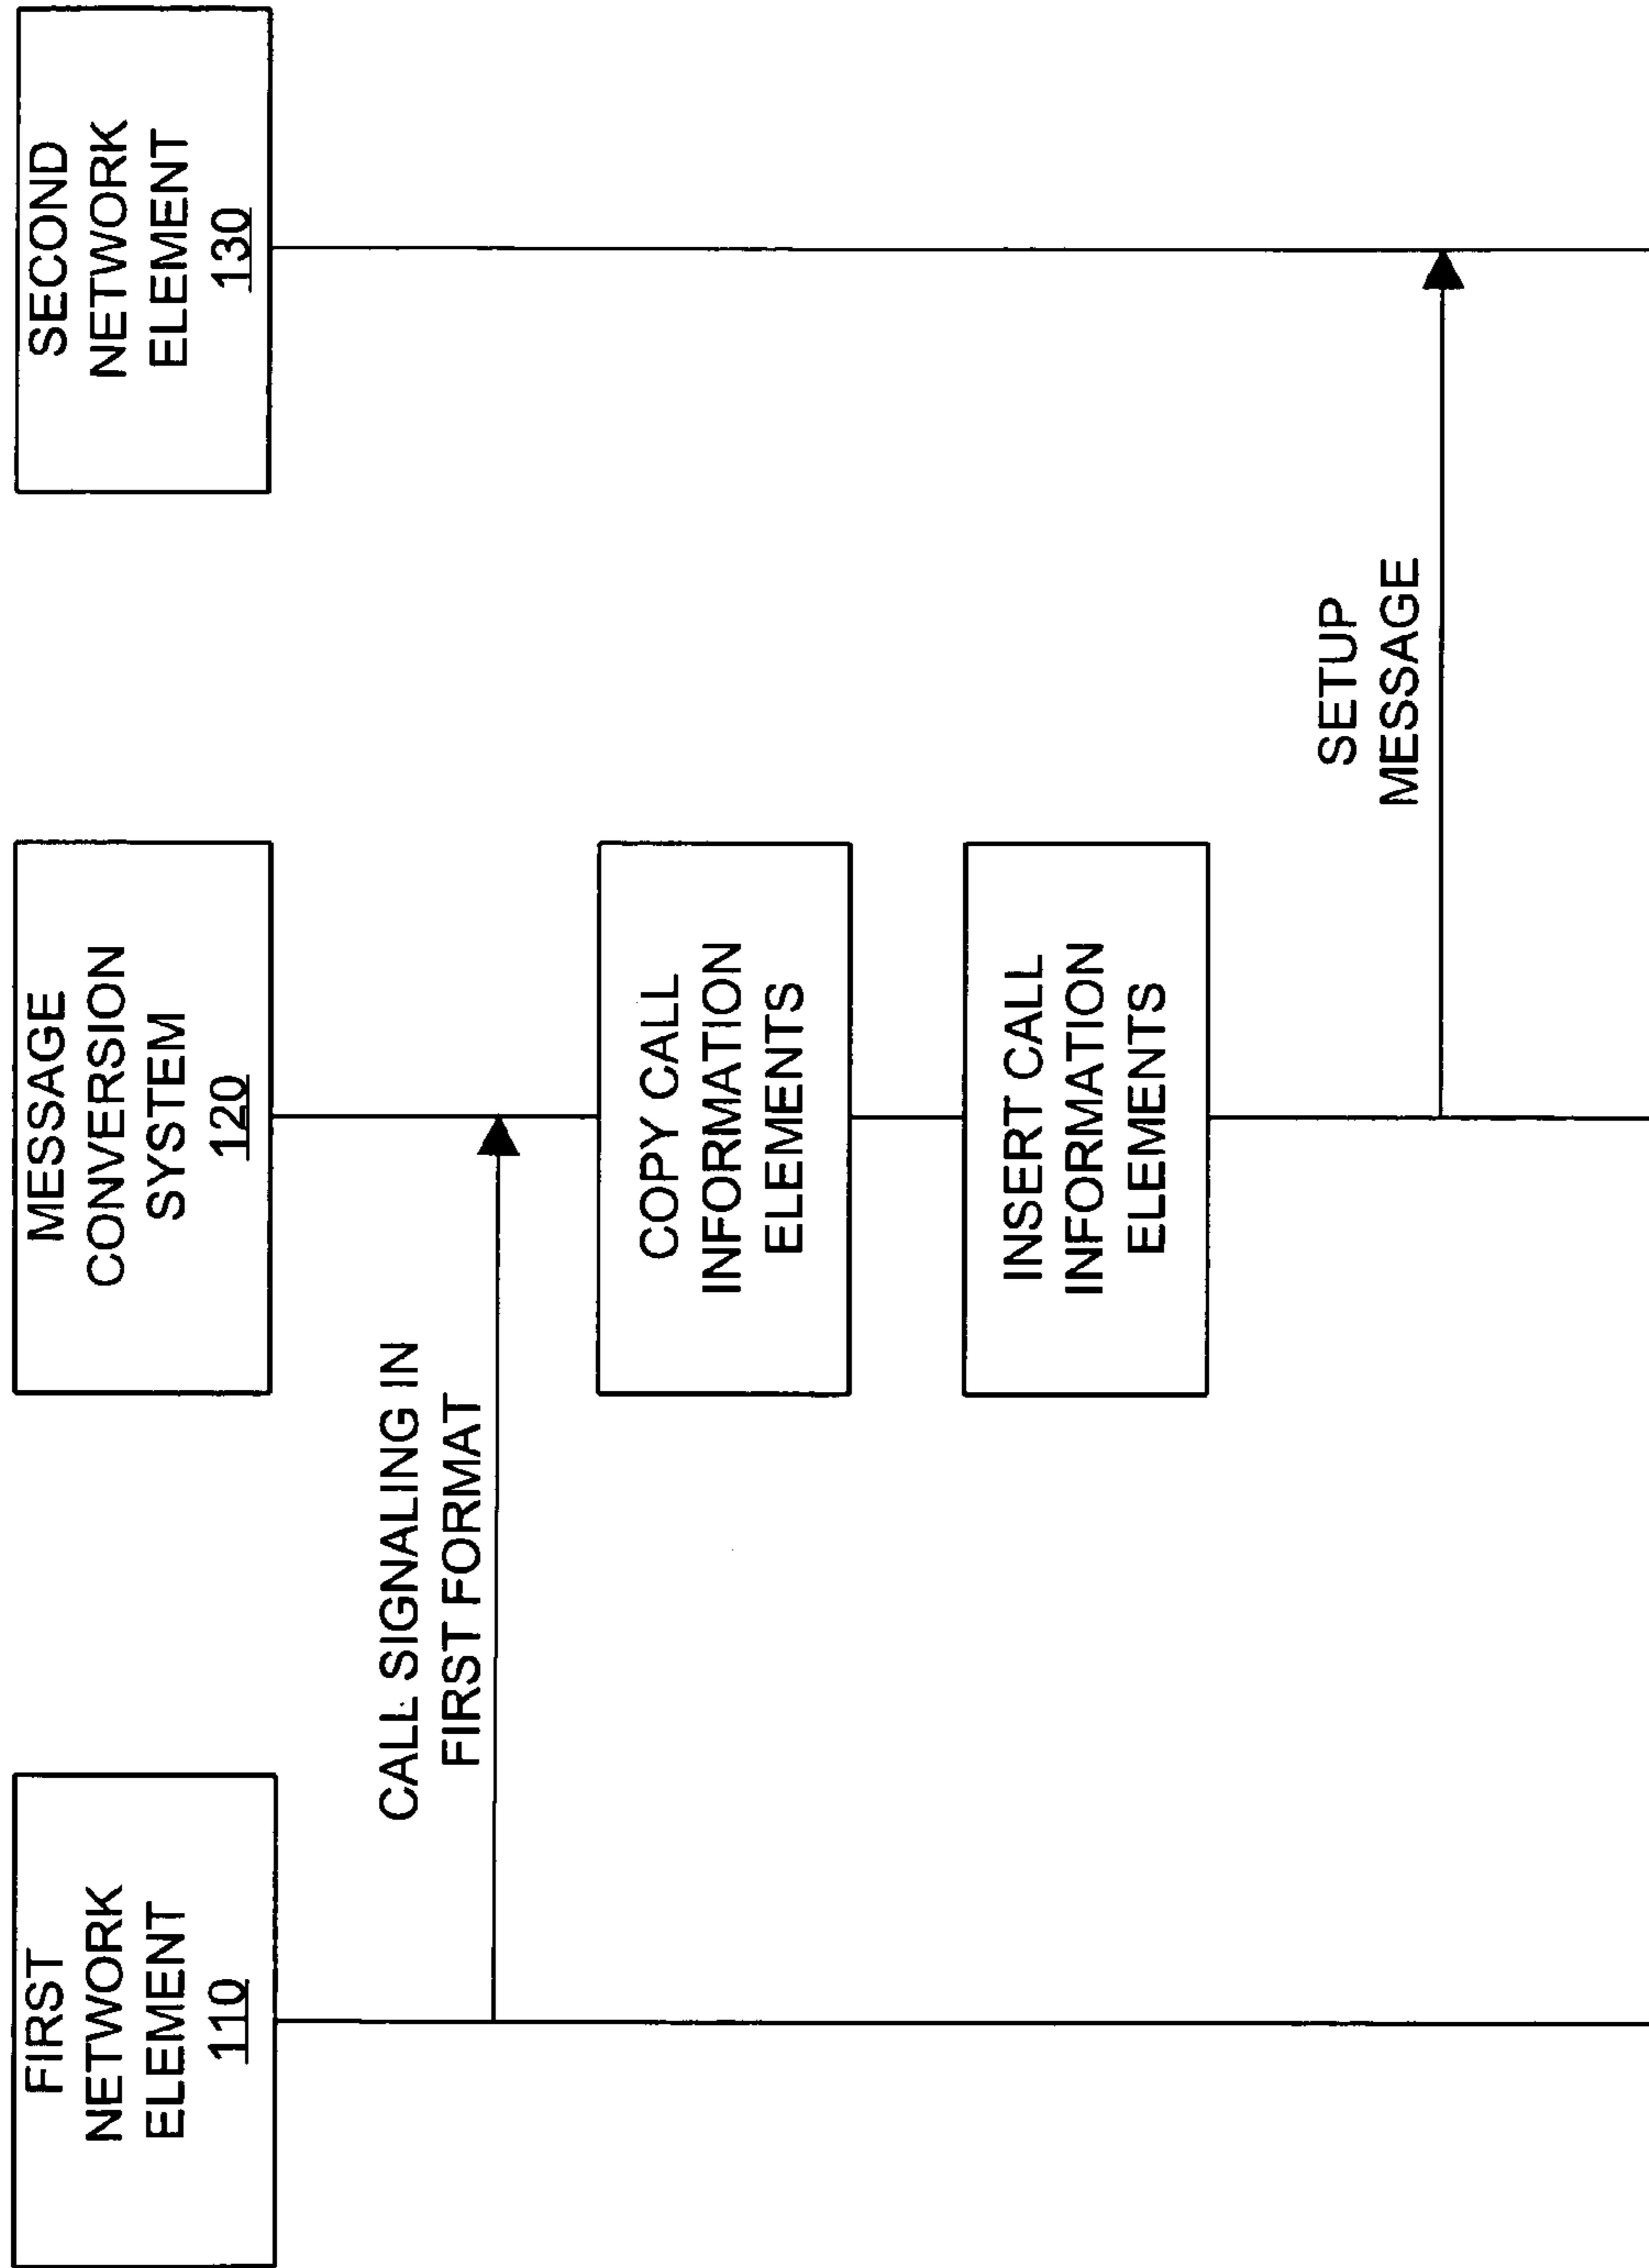 FIRST
NETWORK
ELEMENT
110
MESSAGE
CONVERSION
SYSTEM
120
SECOND
NETWORK
ELEMENT
130
CALL SIGNALING IN
FIRST FORMAT
COPY CALL
INFORMATION
ELEMENTS
INSERT CALL
INFORMATION
ELEMENTS
SETUP
MESSAGE